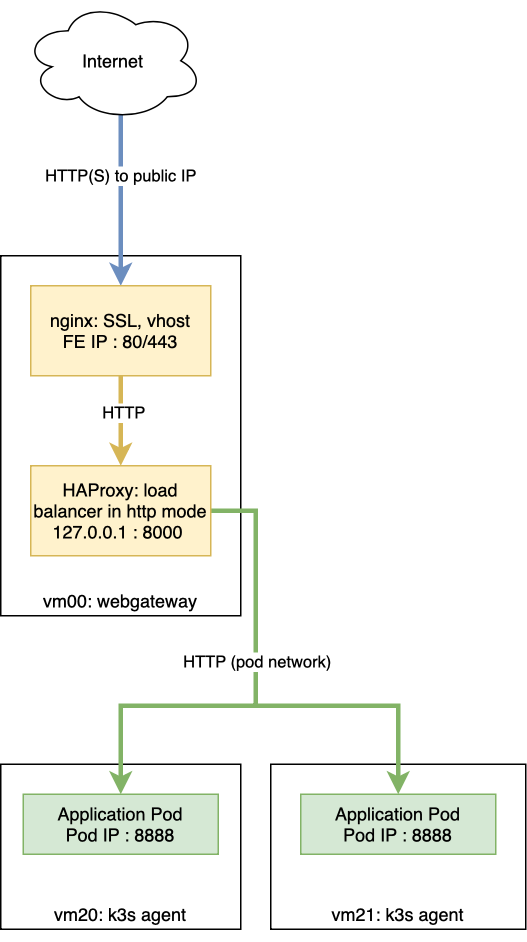 Internet
HTTP(S) to public IP
nginx: SSL, vhost
FE IP : 80/443
HTTP
HAProxy: load
balancer in http mode
127.0.0.1 : 8000
vm00: webgateway
HTTP (pod network)
Application Pod
Pod IP : 8888
vm20: k3s agent
Application Pod
Pod IP : 8888
vm21: k3s agent